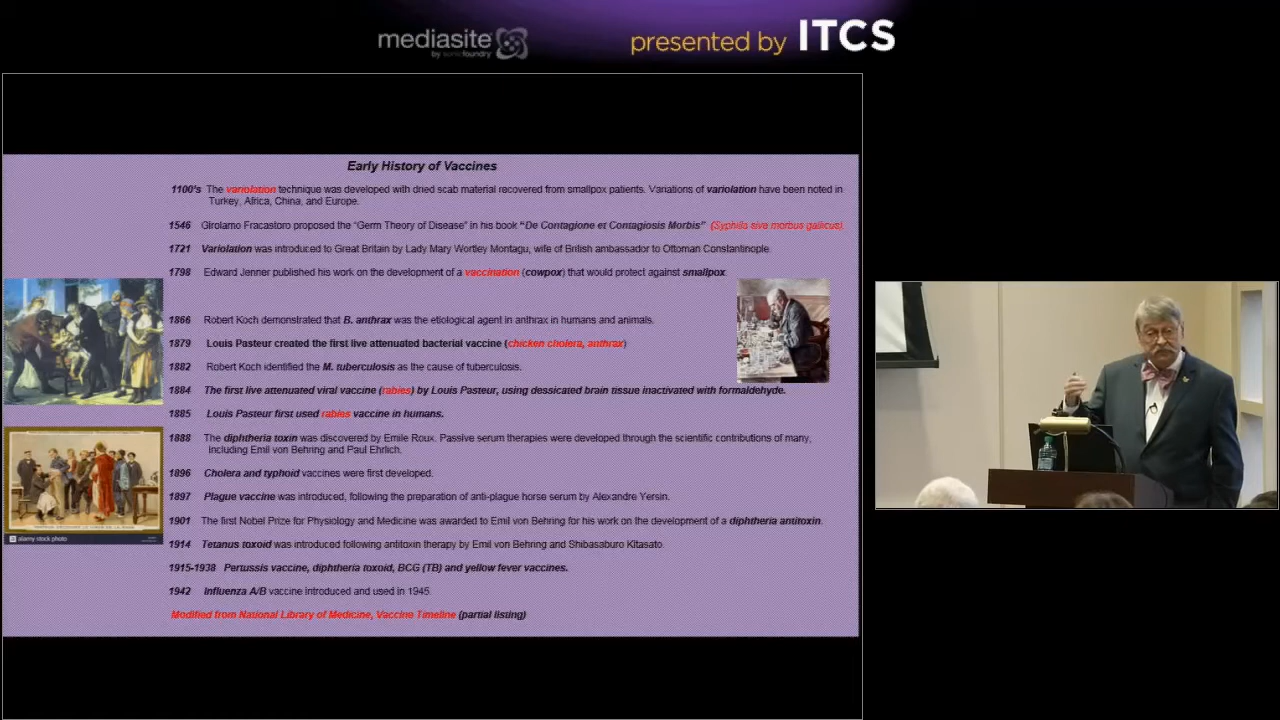 mediasite
by sonicfoundry
presented by ITCS
Early History of Vaccines
1100's The variolation technique was developed with dried scab material recovered from smallpox patients. Variations of variolation have been noted in
Turkey, Africa, China, and Europe.
1546 Girolamo Fracastoro proposed the "Germ Theory of Disease" in his book "De Contagione et Contagiosis Morbis" (Syphilis sive morbus gallicus).
1721 Variolation was introduced to Great Britain by Lady Mary Wortley Montagu, wife of British ambassador to Ottoman Constantinople.
1798 Edward Jenner published his work on the development of a vaccination (cowpox) that would protect against smallpox.
1866 Robert Koch demonstrated that B. anthrax was the etiological agent in anthrax in humans and animals.
1879 Louis Pasteur created the first live attenuated bacterial vaccine (chicken cholera, anthrax)
1882 Robert Koch identified the M. tuberculosis as the cause of tuberculosis.
1884 The first live attenuated viral vaccine (rabies) by Louis Pasteur, using dessicated brain tissue inactivated with formaldehyde.
1885 Louis Pasteur first used rabies vaccine in humans.
1888 The diphtheria toxin was discovered by Emile Roux. Passive serum therapies were developed through the scientific contributions of many,
including Emil von Behring and Paul Ehrlich.
1896 Cholera and typhoid vaccines were first developed.
1897 Plague vaccine was introduced, following the preparation of anti-plague horse serum by Alexandre Yersin.
1901 The first Nobel Prize for Physiology and Medicine was awarded to Emil von Behring for his work on the development of a diphtheria antitoxin.
1914 Tetanus toxoid was introduced following antitoxin therapy by Emil von Behring and Shibasaburo Kitasato.
1915-1938 Pertussis vaccine, diphtheria toxoid, BCG (TB) and yellow fever vaccines.
1942 Influenza A/B vaccine introduced and used in 1945.
Modified from National Library of Medicine, Vaccine Timeline (partial listing)
a alamy stock photo